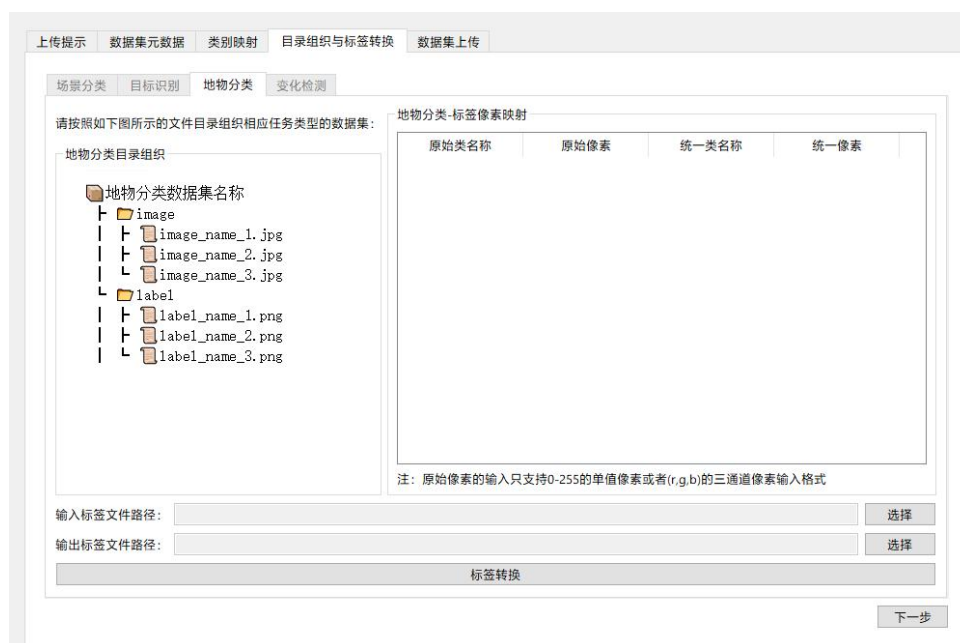 上传提示 数据集元数据 类别映射 目录组织与标签转换 数据集上传
场景分类 目标识别 地物分类 变化检测
请按照如下图所示的文件目录组织相应任务类型的数据集：
地物分类目录组织
地物分类数据集名称
image
image_name_1.jpg
image_name_2.jpg
image_name_3.jpg
label
label_name_1.png
label_name_2.png
label_name_3.png
地物分类-标签像素映射
原始类名称 原始像素 统一类名称 统一像素
注：原始像素的输入只支持0-255的单值像素或者(r,g,b)的三通道像素输入格式
输入标签文件路径： 选择
输出标签文件路径： 选择
标签转换
下一步